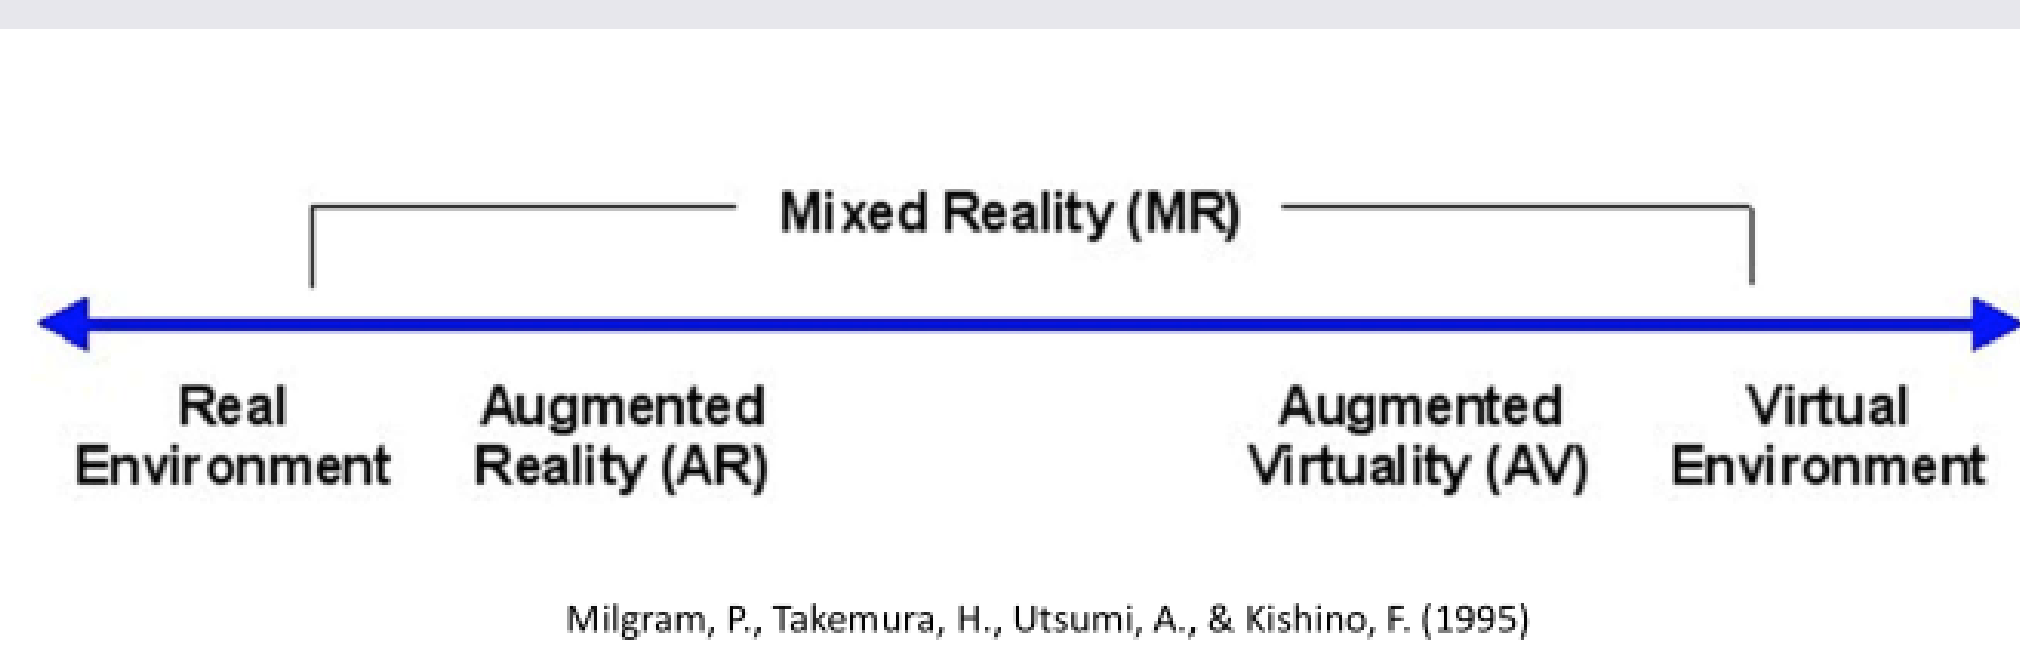 Mixed Reality (MR)
Real
Environment
Augmented
Reality (AR)
Augmented
Virtuality (AV)
Virtual
Environment
Milgram, P., Takemura, H., Utsumi, A., & Kishino, F. (1995)